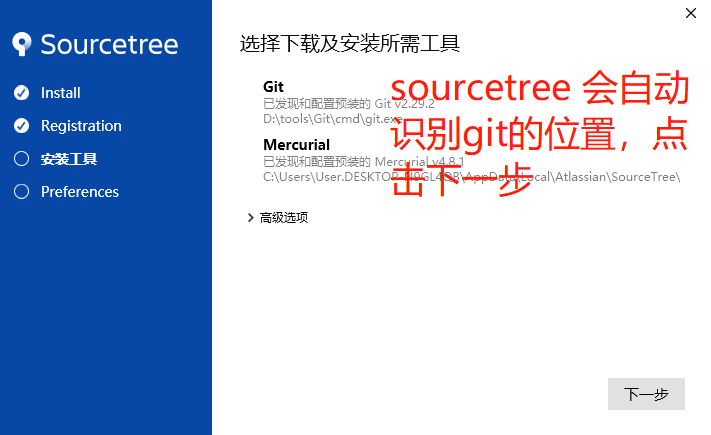 Sourcetree
Install
Registration
安装工具
Preferences
选择下载及安装所需工具
Git
已发现和配置预装的 Git v2.29.2
D:\tools\Git\cmd\git.exe
Mercurial
已发现和配置预装的 Mercurial v4.8.1
C:\Users\User.DESKTOP-N9GL4OB\AppData\Local\Atlassian\SourceTree\
高级选项
sourcetree 会自动
识别git的位置，点
击下一步
下一步